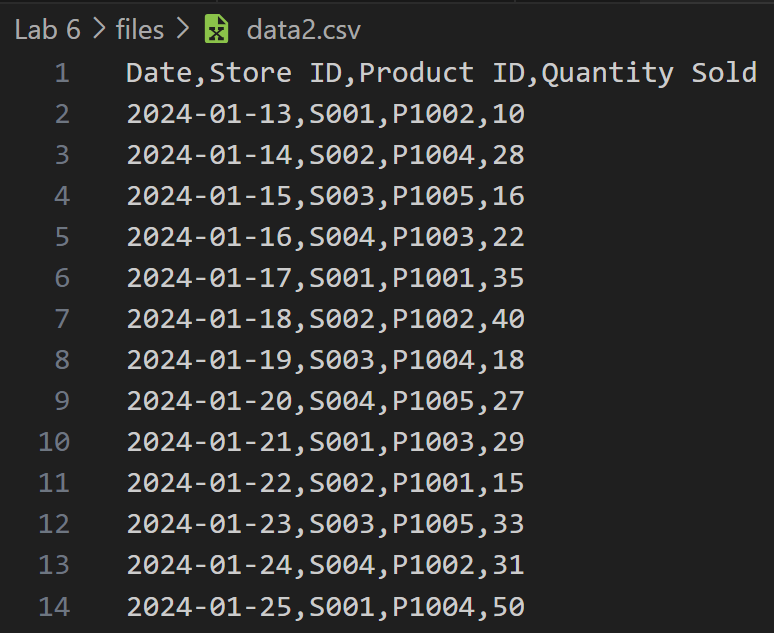 Lab 6 > files > data2.csv
1 Date,Store ID,Product ID,Quantity Sold
2 2024-01-13,S001,P1002,10
3 2024-01-14,S002,P1004,28
4 2024-01-15,S003,P1005,16
5 2024-01-16,S004,P1003,22
6 2024-01-17,S001,P1001,35
7 2024-01-18,S002,P1002,40
8 2024-01-19,S003,P1004,18
9 2024-01-20,S004,P1005,27
10 2024-01-21,S001,P1003,29
11 2024-01-22,S002,P1001,15
12 2024-01-23,S003,P1005,33
13 2024-01-24,S004,P1002,31
14 2024-01-25,S001,P1004,50